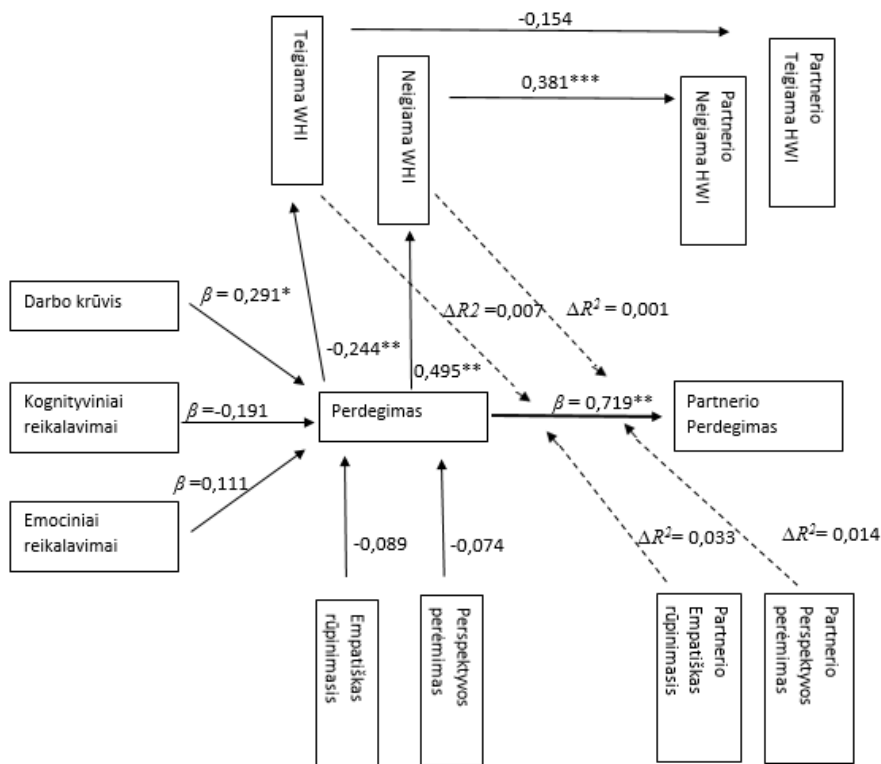 -0,154
Teigiama WHI
Partnerio
Teigiama HWI
Neigiama WHI
0,381***
Partnerio
Neigiama HWI
Darbo krūvis
β = 0,291*
-0,244**
0,495**
ΔR2 =0,007
ΔR² = 0,001
Kognityviniai
reikalavimai
β=-0,191
Perdegimas
β = 0,719**
Partnerio
Perdegimas
Emociniai
reikalavimai
β =0,111
-0,089
-0,074
ΔR²= 0,033
ΔR²= 0,014
Empatiškas
rūpinimasis
Perspektyvos
perėmimas
Partnerio
Empatiškas
rūpinimasis
Partnerio
Perspektyvos
perėmimas